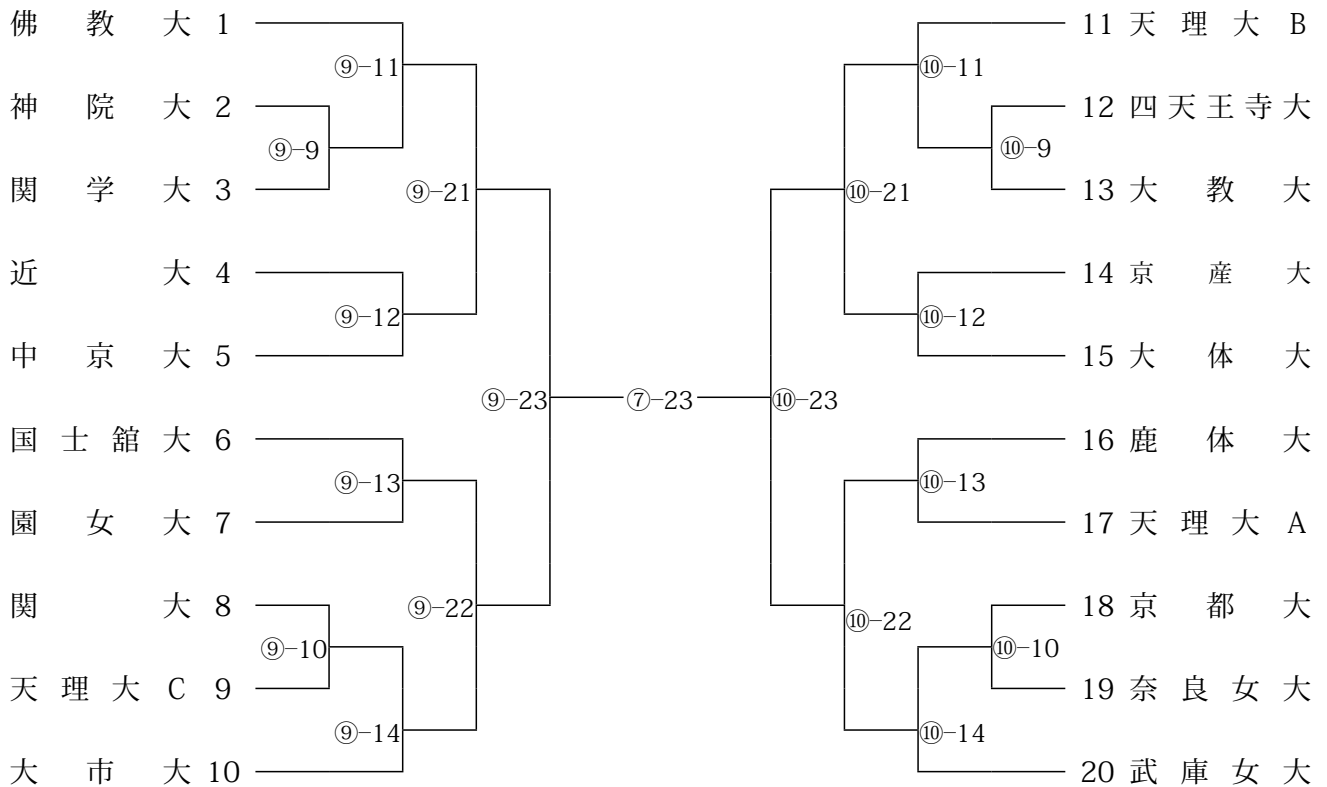 佛教大 1
11 天理大B
⑨-11
⑩-11
神院大 2
12 四天王寺大
⑨-9
⑩-9
関学大 3
⑨-21
⑩-21
13 大教大
近大 4
14 京産大
⑨-12
⑩-12
中京大 5
15 大体大
⑨-23
⑦-23
⑩-23
国士舘大 6
16 鹿体大
⑨-13
⑩-13
園女大 7
17 天理大A
関大 8
⑨-22
⑩-22
18 京都大
⑨-10
⑩-10
天理大C 9
19 奈良女大
⑨-14
⑩-14
大市大 10
20 武庫女大